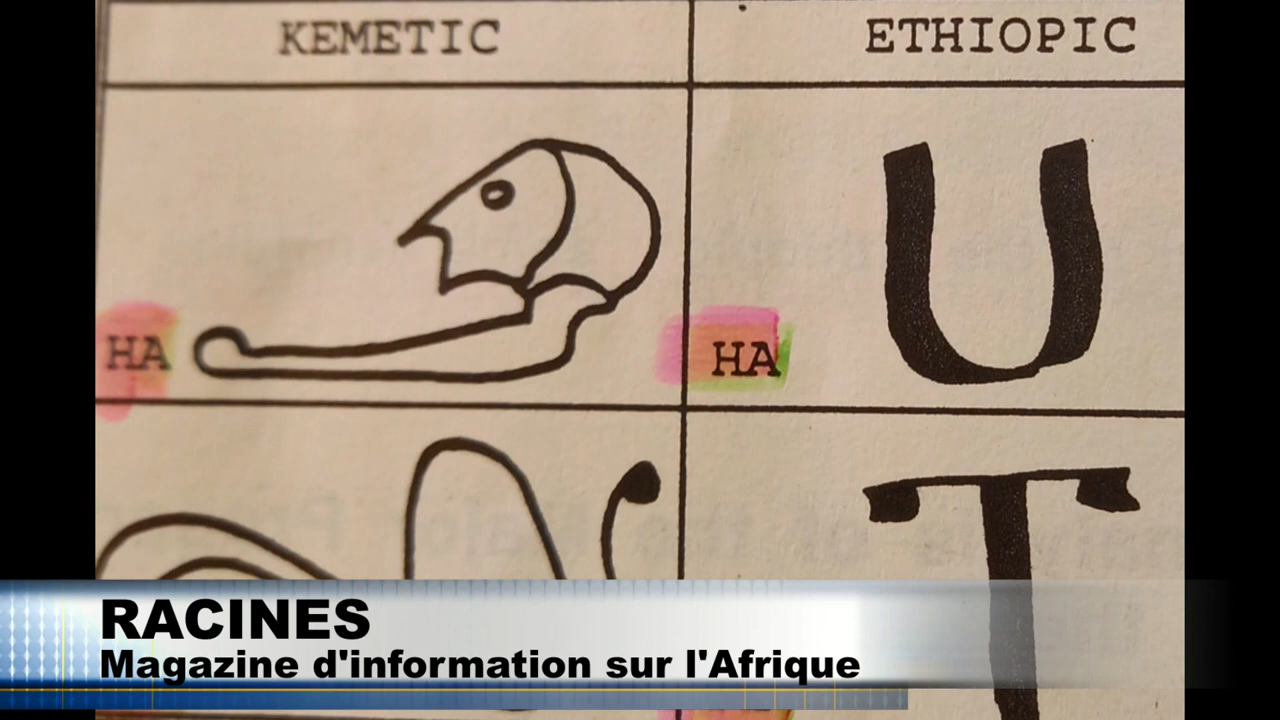 KEMETIC ETHIOPIC
HA HA U
T
RACINES
Magazine d'information sur l'Afrique